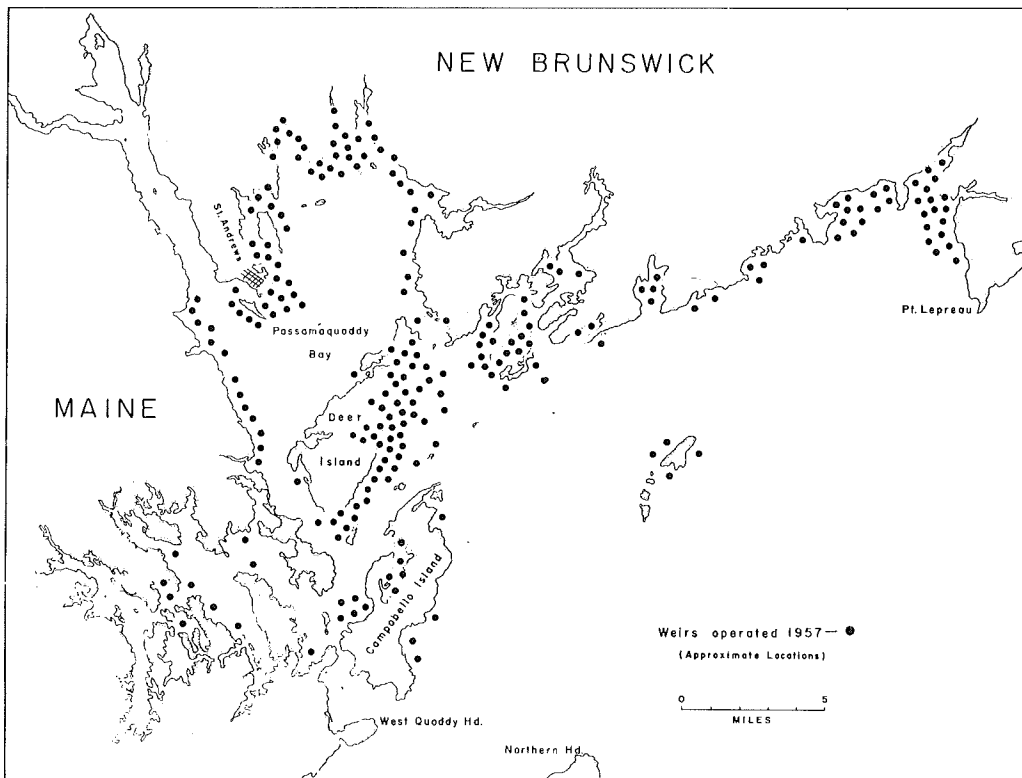 NEW BRUNSWICK
St. Andrews
Pt. Lepreau
Passamaquoddy
Bay
MAINE
Deer
Island
Campobello Island
Weirs operated 1957—
(Approximate Locations)
0 5
MILES
West Quoddy Hd.
Northern Hd.